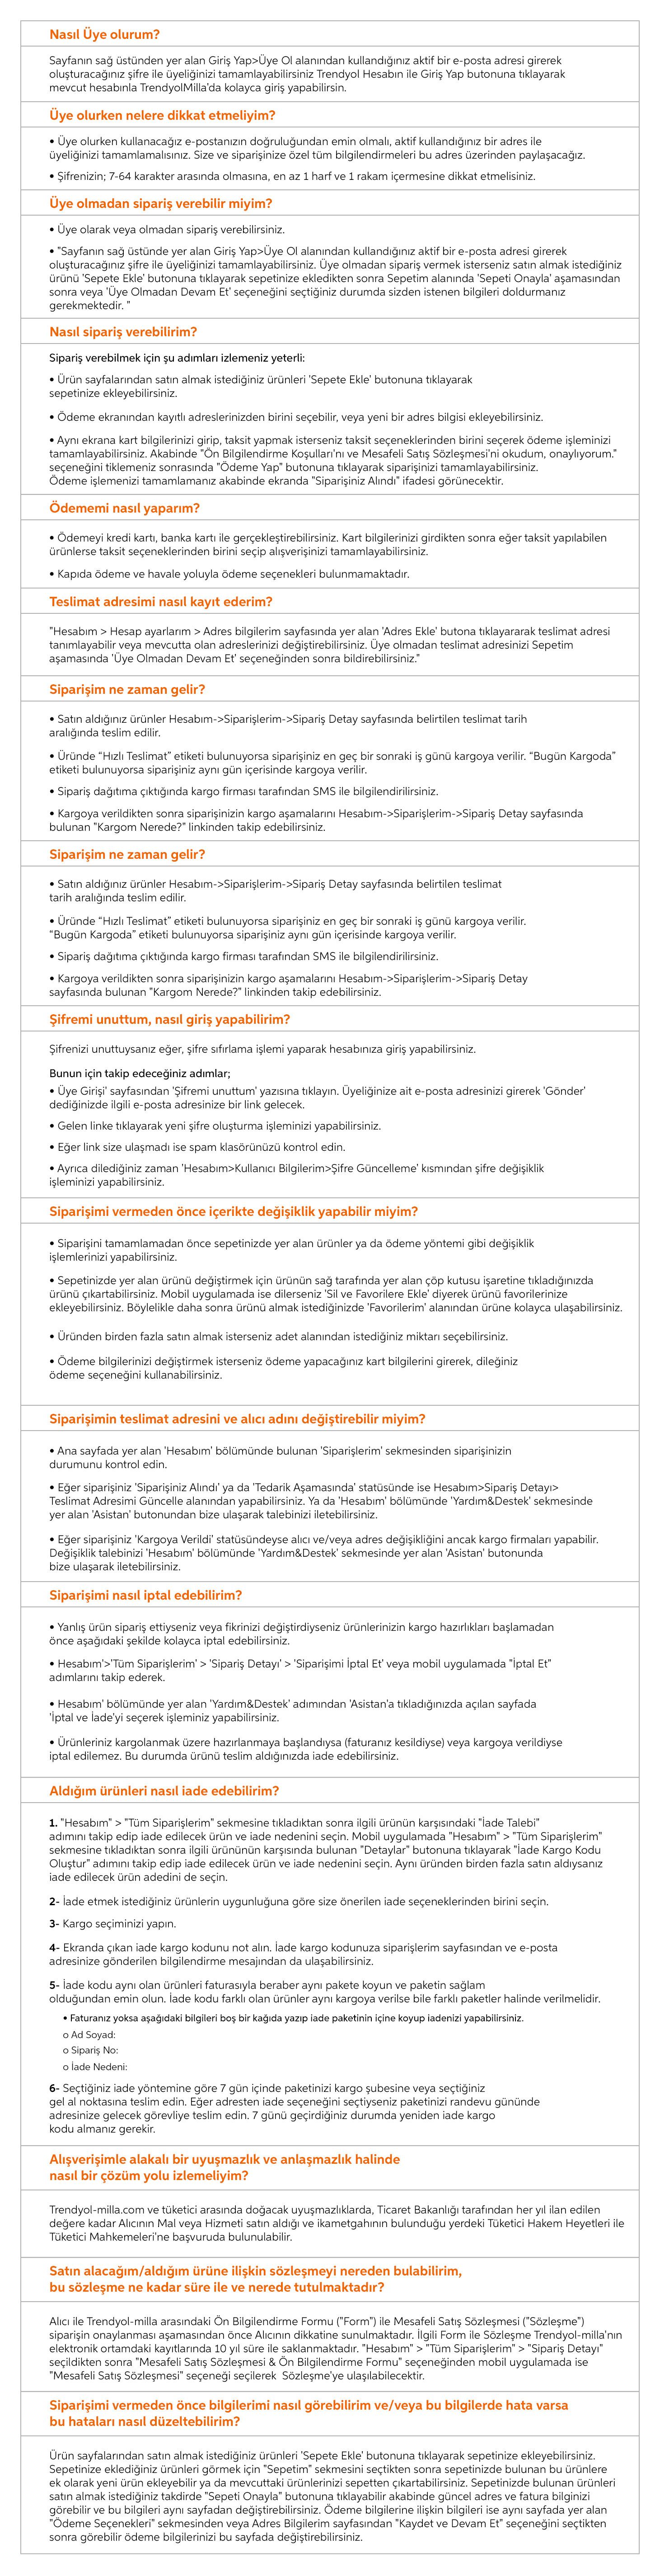 Nasıl Üye olurum?
Sayfanın sağ üstünden yer alan Giriş Yap>Üye Ol alanından kullandığınız aktif bir e-posta adresi girerek
oluşturacağınız şifre ile üyeliğinizi tamamlayabilirsiniz Trendyol Hesabın ile Giriş Yap butonuna tıklayarak
mevcut hesabınla TrendyolMilla'da kolayca giriş yapabilirsin.
Üye olurken nelere dikkat etmeliyim?
• Üye olurken kullanacağız e-postanızın doğruluğundan emin olmalı, aktif kullandığınız bir adres ile
üyeliğinizi tamamlamalısınız. Size ve siparişinize özel tüm bilgilendirmeleri bu adres üzerinden paylaşacağız.
• Şifrenizin; 7-64 karakter arasında olmasına, en az 1 harf ve 1 rakam içermesine dikkat etmelisiniz.
Üye olmadan sipariş verebilir miyim?
• Üye olarak veya olmadan sipariş verebilirsiniz.
• "Sayfanın sağ üstünde yer alan Giriş Yap>Üye Ol alanından kullandığınız aktif bir e-posta adresi girerek
oluşturacağınız şifre ile üyeliğinizi tamamlayabilirsiniz. Üye olmadan sipariş vermek isterseniz satın almak istediğiniz
ürünü 'Sepete Ekle' butonuna tıklayarak sepetinize ekledikten sonra Sepetim alanında 'Sepeti Onayla' aşamasından
sonra veya 'Üye Olmadan Devam Et' seçeneğini seçtiğiniz durumda sizden istenen bilgileri doldurmanız
gerekmektedir. "
Nasıl sipariş verebilirim?
Sipariş verebilmek için şu adımları izlemeniz yeterli:
• Ürün sayfalarından satın almak istediğiniz ürünleri 'Sepete Ekle' butonuna tıklayarak
sepetinize ekleyebilirsiniz.
• Ödeme ekranından kayıtlı adreslerinizden birini seçebilir, veya yeni bir adres bilgisi ekleyebilirsiniz.
• Aynı ekrana kart bilgilerinizi girip, taksit yapmak isterseniz taksit seçeneklerinden birini seçerek ödeme işleminizi
tamamlayabilirsiniz. Akabinde "Ön Bilgilendirme Koşulları'nı ve Mesafeli Satış Sözleşmesi'ni okudum, onaylıyorum."
seçeneğini tiklemeniz sonrasında "Ödeme Yap" butonuna tıklayarak siparişinizi tamamlayabilirsiniz.
Ödeme işlemenizi tamamlamanız akabinde ekranda "Siparişiniz Alındı" ifadesi görünecektir.
Ödememi nasıl yaparım?
• Ödemeyi kredi kartı, banka kartı ile gerçekleştirebilirsiniz. Kart bilgilerinizi girdikten sonra eğer taksit yapılabilen
ürünlerse taksit seçeneklerinden birini seçip alışverişinizi tamamlayabilirsiniz.
• Kapıda ödeme ve havale yoluyla ödeme seçenekleri bulunmamaktadır.
Teslimat adresimi nasıl kayıt ederim?
"Hesabım > Hesap ayarlarım > Adres bilgilerim sayfasında yer alan 'Adres Ekle' butona tıklayararak teslimat adresi
tanımlayabilir veya mevcutta olan adreslerinizi değiştirebilirsiniz. Üye olmadan teslimat adresinizi Sepetim
aşamasında 'Üye Olmadan Devam Et' seçeneğinden sonra bildirebilirsiniz."
Siparişim ne zaman gelir?
• Satın aldığınız ürünler Hesabım->Siparişlerim->Sipariş Detay sayfasında belirtilen teslimat tarih
aralığında teslim edilir.
• Üründe “Hızlı Teslimat” etiketi bulunuyorsa siparişiniz en geç bir sonraki iş günü kargoya verilir. “Bugün Kargoda”
etiketi bulunuyorsa siparişiniz aynı gün içerisinde kargoya verilir.
• Sipariş dağıtıma çıktığında kargo firması tarafından SMS ile bilgilendirilirsiniz.
• Kargoya verildikten sonra siparişinizin kargo aşamalarını Hesabım->Siparişlerim->Sipariş Detay sayfasında
bulunan "Kargom Nerede?" linkinden takip edebilirsiniz.
Siparişim ne zaman gelir?
• Satın aldığınız ürünler Hesabım->Siparişlerim->Sipariş Detay sayfasında belirtilen teslimat
tarih aralığında teslim edilir.
• Üründe “Hızlı Teslimat” etiketi bulunuyorsa siparişiniz en geç bir sonraki iş günü kargoya verilir.
“Bugün Kargoda” etiketi bulunuyorsa siparişiniz aynı gün içerisinde kargoya verilir.
• Sipariş dağıtıma çıktığında kargo firması tarafından SMS ile bilgilendirilirsiniz.
• Kargoya verildikten sonra siparişinizin kargo aşamalarını Hesabım->Siparişlerim->Sipariş Detay
sayfasında bulunan "Kargom Nerede?" linkinden takip edebilirsiniz.
Şifremi unuttum, nasıl giriş yapabilirim?
Şifrenizi unuttuysanız eğer, şifre sıfırlama işlemi yaparak hesabınıza giriş yapabilirsiniz.
Bunun için takip edeceğiniz adımlar;
• Üye Girişi' sayfasından 'Şifremi unuttum' yazısına tıklayın. Üyeliğinize ait e-posta adresinizi girerek 'Gönder'
dediğinizde ilgili e-posta adresinize bir link gelecek.
• Gelen linke tıklayarak yeni şifre oluşturma işleminizi yapabilirsiniz.
• Eğer link size ulaşmadı ise spam klasörünüzü kontrol edin.
• Ayrıca dilediğiniz zaman 'Hesabım>Kullanıcı Bilgilerim>Şifre Güncelleme' kısmından şifre değişiklik
işleminizi yapabilirsiniz.
Siparişimi vermeden önce içerikte değişiklik yapabilir miyim?
• Siparişini tamamlamadan önce sepetinizde yer alan ürünler ya da ödeme yöntemi gibi değişiklik
işlemlerinizi yapabilirsiniz.
• Sepetinizde yer alan ürünü değiştirmek için ürünün sağ tarafında yer alan çöp kutusu işaretine tıkladığınızda
ürünü çıkartabilirsiniz. Mobil uygulamada ise dilerseniz 'Sil ve Favorilere Ekle' diyerek ürünü favorilerinize
ekleyebilirsiniz. Böylelikle daha sonra ürünü almak istediğinizde 'Favorilerim' alanından ürüne kolayca ulaşabilirsiniz.
• Üründen birden fazla satın almak isterseniz adet alanından istediğiniz miktarı seçebilirsiniz.
• Ödeme bilgilerinizi değiştirmek isterseniz ödeme yapacağınız kart bilgilerini girerek, dileğiniz
ödeme seçeneğini kullanabilirsiniz.
Siparişimin teslimat adresini ve alıcı adını değiştirebilir miyim?
• Ana sayfada yer alan 'Hesabım' bölümünde bulunan 'Siparişlerim' sekmesinden siparişinizin
durumunu kontrol edin.
• Eğer siparişiniz 'Siparişiniz Alındı' ya da 'Tedarik Aşamasında' statüsünde ise Hesabım>Sipariş Detayı>
Teslimat Adresimi Güncelle alanından yapabilirsiniz. Ya da 'Hesabım' bölümünde 'Yardım&Destek' sekmesinde
yer alan 'Asistan' butonundan bize ulaşarak talebinizi iletebilirsiniz.
• Eğer siparişiniz 'Kargoya Verildi' statüsündeyse alıcı ve/veya adres değişikliğini ancak kargo firmaları yapabilir.
Değişiklik talebinizi 'Hesabım' bölümünde 'Yardım&Destek' sekmesinde yer alan 'Asistan' butonunda
bize ulaşarak iletebilirsiniz.
Siparişimi nasıl iptal edebilirim?
• Yanlış ürün sipariş ettiyseniz veya fikrinizi değiştirdiyseniz ürünlerinizin kargo hazırlıkları başlamadan
önce aşağıdaki şekilde kolayca iptal edebilirsiniz.
• Hesabım'>'Tüm Siparişlerim' > 'Sipariş Detayı' > 'Siparişimi İptal Et' veya mobil uygulamada "İptal Et"
adımlarını takip ederek.
• Hesabım' bölümünde yer alan 'Yardım&Destek' adımından 'Asistan'a tıkladığınızda açılan sayfada
'İptal ve İade'yi seçerek işleminiz yapabilirsiniz.
• Ürünleriniz kargolanmak üzere hazırlanmaya başlandıysa (faturanız kesildiyse) veya kargoya verildiyse
iptal edilemez. Bu durumda ürünü teslim aldığınızda iade edebilirsiniz.
Aldığım ürünleri nasıl iade edebilirim?
1. "Hesabım" > "Tüm Siparişlerim" sekmesine tıkladıktan sonra ilgili ürünün karşısındaki "İade Talebi"
adımını takip edip iade edilecek ürün ve iade nedenini seçin. Mobil uygulamada "Hesabım" > "Tüm Siparişlerim"
sekmesine tıkladıktan sonra ilgili ürününün karşısında bulunan "Detaylar" butonuna tıklayarak "İade Kargo Kodu
Oluştur" adımını takip edip iade edilecek ürün ve iade nedenini seçin. Aynı üründen birden fazla satın aldıysanız
iade edilecek ürün adedini de seçin.
2- İade etmek istediğiniz ürünlerin uygunluğuna göre size önerilen iade seçeneklerinden birini seçin.
3- Kargo seçiminizi yapın.
4- Ekranda çıkan iade kargo kodunu not alın. İade kargo kodunuza siparişlerim sayfasından ve e-posta
adresinize gönderilen bilgilendirme mesajından da ulaşabilirsiniz.
5- İade kodu aynı olan ürünleri faturasıyla beraber aynı pakete koyun ve paketin sağlam
olduğundan emin olun. İade kodu farklı olan ürünler aynı kargoya verilse bile farklı paketler halinde verilmelidir.
• Faturanız yoksa aşağıdaki bilgileri boş bir kağıda yazıp iade paketinin içine koyup iadenizi yapabilirsiniz.
o Ad Soyad:
o Sipariş No:
o İade Nedeni:
6- Seçtiğiniz iade yöntemine göre 7 gün içinde paketinizi kargo şubesine veya seçtiğiniz
gel al noktasına teslim edin. Eğer adresten iade seçeneğini seçtiyseniz paketinizi randevu gününde
adresinize gelecek görevliye teslim edin. 7 günü geçirdiğiniz durumda yeniden iade kargo
kodu almanız gerekir.
Alışverişimle alakalı bir uyuşmazlık ve anlaşmazlık halinde
nasıl bir çözüm yolu izlemeliyim?
Trendyol-milla.com ve tüketici arasında doğacak uyuşmazlıklarda, Ticaret Bakanlığı tarafından her yıl ilan edilen
değere kadar Alıcının Mal veya Hizmeti satın aldığı ve ikametgahının bulunduğu yerdeki Tüketici Hakem Heyetleri ile
Tüketici Mahkemeleri'ne başvuruda bulunulabilir.
Satın alacağım/aldığım ürüne ilişkin sözleşmeyi nereden bulabilirim,
bu sözleşme ne kadar süre ile ve nerede tutulmaktadır?
Alıcı ile Trendyol-milla arasındaki Ön Bilgilendirme Formu ("Form") ile Mesafeli Satış Sözleşmesi ("Sözleşme")
siparişin onaylanması aşamasından önce Alıcının dikkatine sunulmaktadır. İlgili Form ile Sözleşme Trendyol-milla'nın
elektronik ortamdaki kayıtlarında 10 yıl süre ile saklanmaktadır. "Hesabım" > "Tüm Siparişlerim" > "Sipariş Detayı"
seçildikten sonra "Mesafeli Satış Sözleşmesi & Ön Bilgilendirme Formu" seçeneğinden mobil uygulamada ise
"Mesafeli Satış Sözleşmesi" seçeneği seçilerek Sözleşme'ye ulaşılabilecektir.
Siparişimi vermeden önce bilgilerimi nasıl görebilirim ve/veya bu bilgilerde hata varsa
bu hataları nasıl düzeltebilirim?
Ürün sayfalarından satın almak istediğiniz ürünleri 'Sepete Ekle' butonuna tıklayarak sepetinize ekleyebilirsiniz.
Sepetinize eklediğiniz ürünleri görmek için "Sepetim" sekmesini seçtikten sonra sepetinizde bulunan bu ürünlere
ek olarak yeni ürün ekleyebilir ya da mevcuttaki ürünlerinizi sepetten çıkartabilirsiniz. Sepetinizde bulunan ürünleri
satın almak istediğiniz takdirde "Sepeti Onayla" butonuna tıklayabilir akabinde güncel adres ve fatura bilginizi
görebilir ve bu bilgileri aynı sayfadan değiştirebilirsiniz. Ödeme bilgilerine ilişkin bilgileri ise aynı sayfada yer alan
"Ödeme Seçenekleri" sekmesinden veya Adres Bilgilerim sayfasından "Kaydet ve Devam Et" seçeneğini seçtikten
sonra görebilir ödeme bilgilerinizi bu sayfada değiştirebilirsiniz.